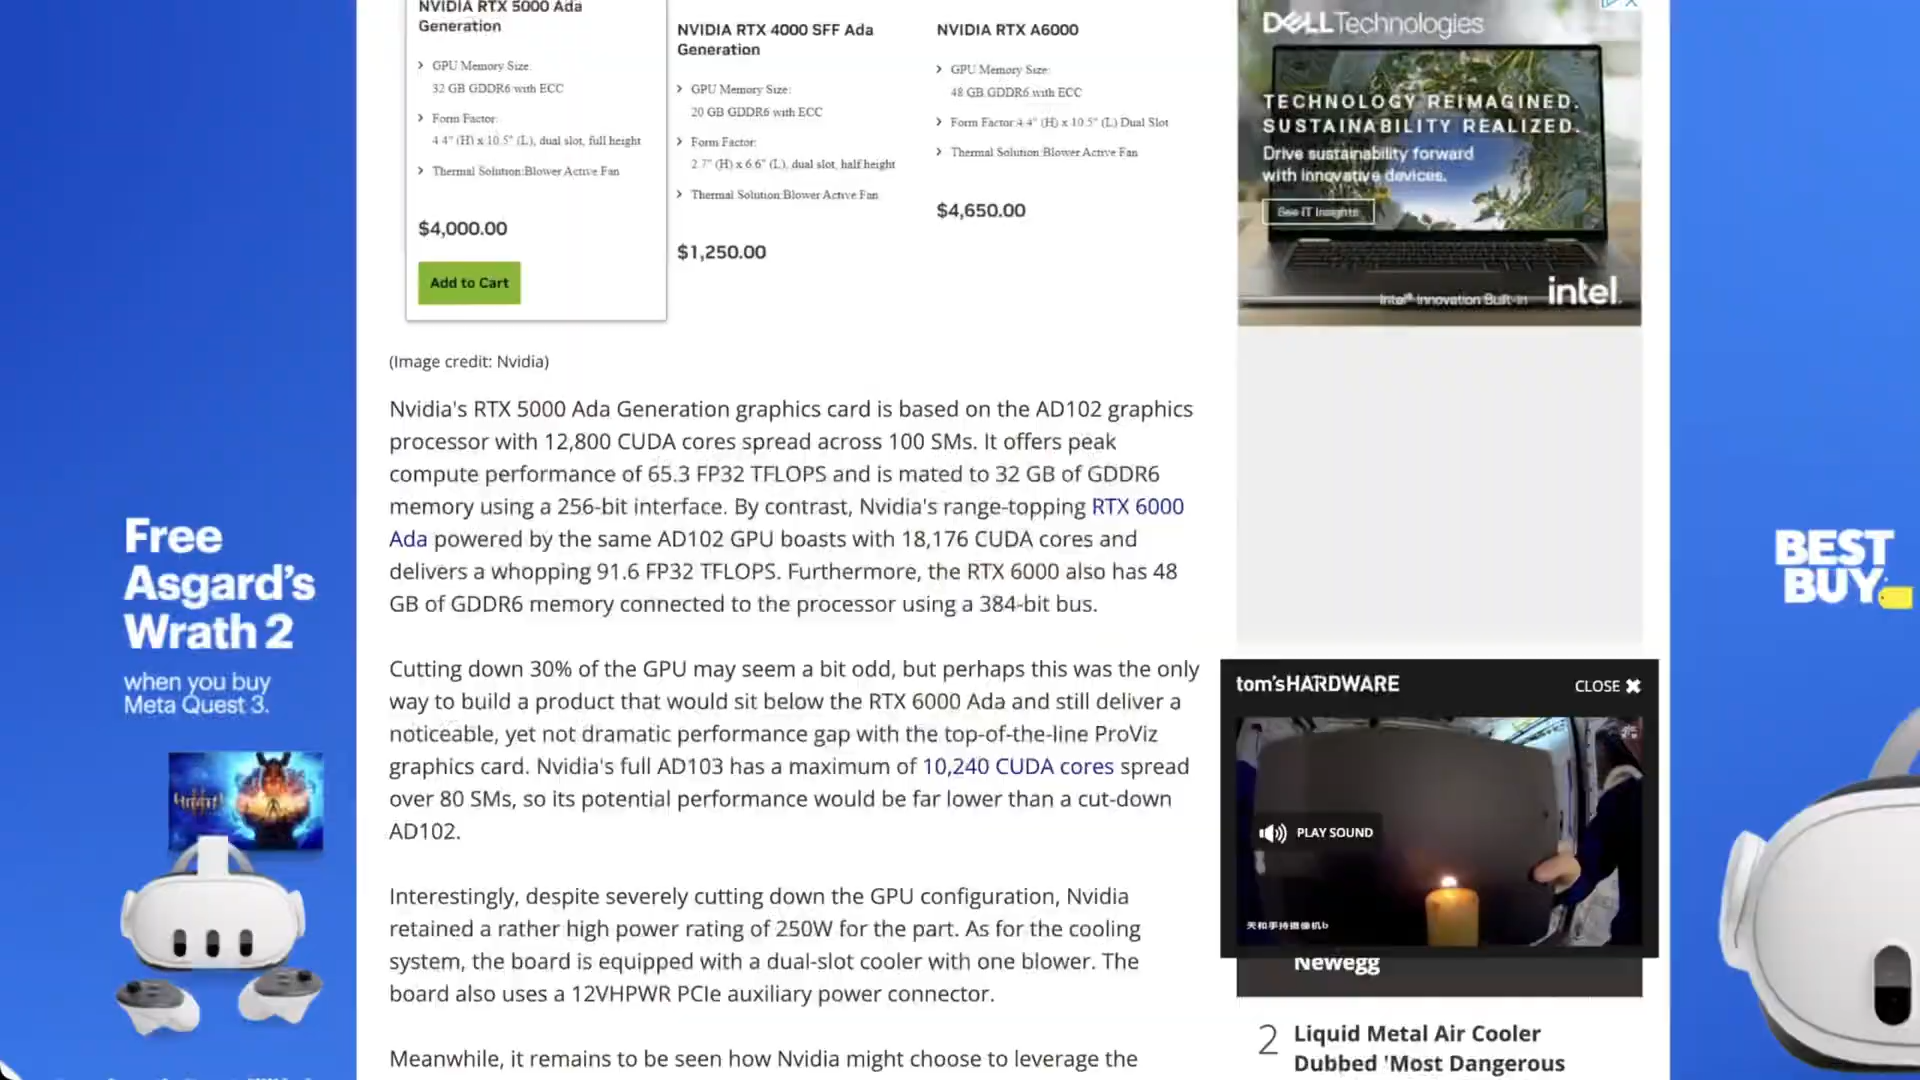 NVIDIA RTX 5000 Ada
Generation
GPU Memory Size:
32 GB GDDR6 with ECC
Form Factor:
4.4" (H) x 10.5" (L), dual slot, full height
Thermal Solution:Blower Active Fan
$4,000.00
Add to Cart
NVIDIA RTX 4000 SFF Ada
Generation
GPU Memory Size:
20 GB GDDR6 with ECC
Form Factor:
2.7" (H) x 6.6" (L), dual slot, half height
Thermal Solution:Blower Active Fan
$1,250.00
NVIDIA RTX A6000
GPU Memory Size:
48 GB GDDR6 with ECC
Form Factor:4.4" (H) x 10.5" (L) Dual Slot
Thermal Solution:Blower Active Fan
$4,650.00
(Image credit: Nvidia)
Nvidia's RTX 5000 Ada Generation graphics card is based on the AD102 graphics
processor with 12,800 CUDA cores spread across 100 SMs. It offers peak
compute performance of 65.3 FP32 TFLOPS and is mated to 32 GB of GDDR6
memory using a 256-bit interface. By contrast, Nvidia's range-topping RTX 6000
Ada powered by the same AD102 GPU boasts with 18,176 CUDA cores and
delivers a whopping 91.6 FP32 TFLOPS. Furthermore, the RTX 6000 also has 48
GB of GDDR6 memory connected to the processor using a 384-bit bus.
Cutting down 30% of the GPU may seem a bit odd, but perhaps this was the only
way to build a product that would sit below the RTX 6000 Ada and still deliver a
noticeable, yet not dramatic performance gap with the top-of-the-line ProViz
graphics card. Nvidia's full AD103 has a maximum of 10,240 CUDA cores spread
over 80 SMs, so its potential performance would be far lower than a cut-down
AD102.
Interestingly, despite severely cutting down the GPU configuration, Nvidia
retained a rather high power rating of 250W for the part. As for the cooling
system, the board is equipped with a dual-slot cooler with one blower. The
board also uses a 12VHPWR PCIe auxiliary power connector.
Meanwhile, it remains to be seen how Nvidia might choose to leverage the
DELL Technologies
TECHNOLOGY REIMAGINED.
SUSTAINABILITY REALIZED.
Drive sustainability forward
with innovative devices.
See IT Insights
Intel® Innovation Built-in
intel.
tom'sHARDWARE
CLOSE ✖
PLAY SOUND
天和手持摄像机b
Newegg
2
Liquid Metal Air Cooler
Dubbed 'Most Dangerous
Free
Asgard's
Wrath 2
when you buy
Meta Quest 3.
BEST
BUY